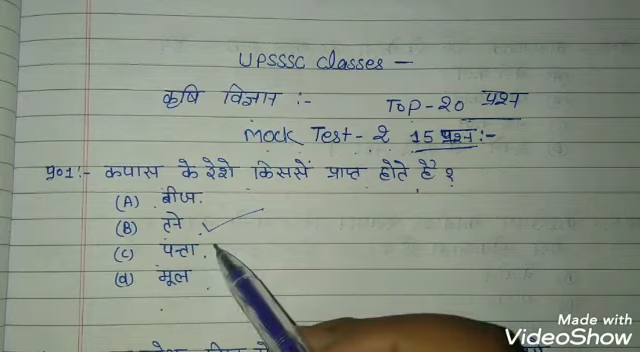 UPSSSC classes —
कृषि विज्ञान :- TOP-20 प्रश्न
Mock Test-2 15 प्रश्न:-
प्र01:- कपास के रेशे किससें प्राप्त होते है ?
(A) बीज.
(B) तने
(C) पत्ता.
(d) मूल
Made with
VideoShow